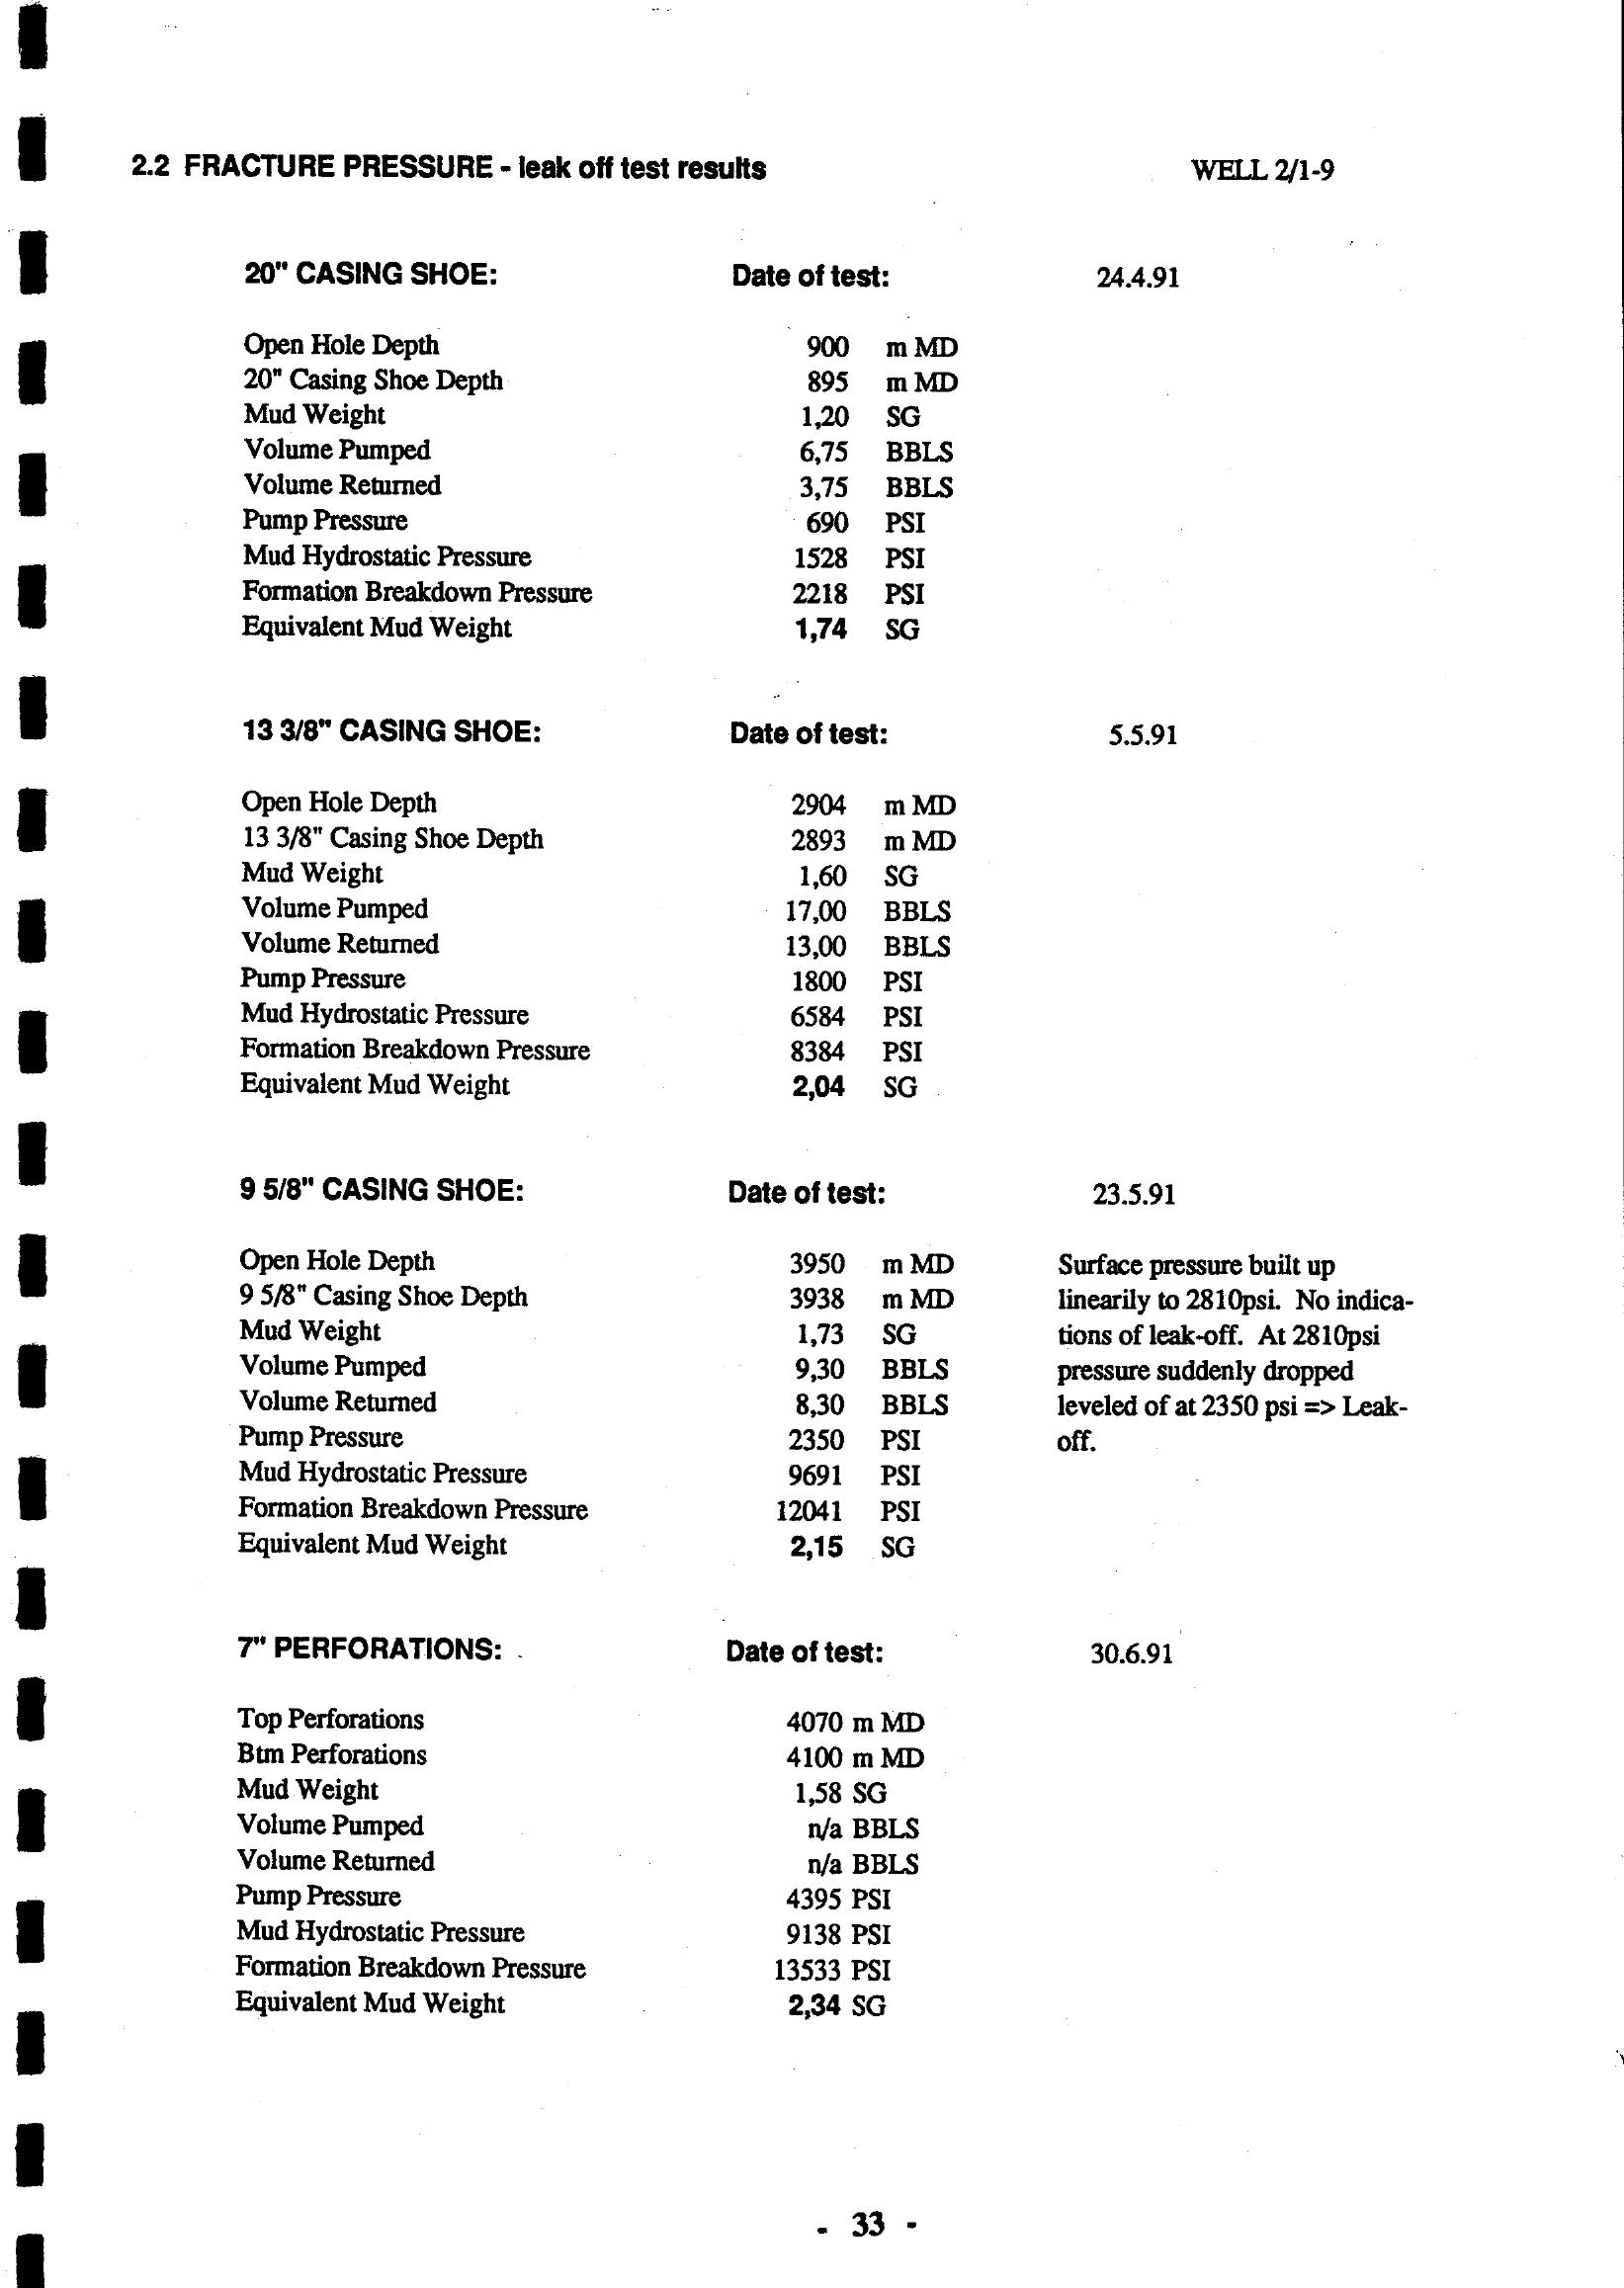 2.2 FRACTURE PRESSURE - leak off test results WELL 2/1-9
20" CASING SHOE: Date of test: 24.4.91
Open Hole Depth 900 m MD
20" Casing Shoe Depth 895 m MD
Mud Weight 1,20 SG
Volume Pumped 6,75 BBLS
Volume Returned 3,75 BBLS
Pump Pressure 690 PSI
Mud Hydrostatic Pressure 1528 PSI
Formation Breakdown Pressure 2218 PSI
Equivalent Mud Weight 1,74 SG
13 3/8" CASING SHOE: Date of test: 5.5.91
Open Hole Depth 2904 m MD
13 3/8" Casing Shoe Depth 2893 m MD
Mud Weight 1,60 SG
Volume Pumped 17,00 BBLS
Volume Returned 13,00 BBLS
Pump Pressure 1800 PSI
Mud Hydrostatic Pressure 6584 PSI
Formation Breakdown Pressure 8384 PSI
Equivalent Mud Weight 2,04 SG
9 5/8" CASING SHOE: Date of test: 23.5.91
Open Hole Depth 3950 m MD Surface pressure built up
9 5/8" Casing Shoe Depth 3938 m MD linearily to 2810psi. No indica-
Mud Weight 1,73 SG tions of leak-off. At 2810psi
Volume Pumped 9,30 BBLS pressure suddenly dropped
Volume Returned 8,30 BBLS leveled of at 2350 psi => Leak-
Pump Pressure 2350 PSI off.
Mud Hydrostatic Pressure 9691 PSI
Formation Breakdown Pressure 12041 PSI
Equivalent Mud Weight 2,15 SG
7" PERFORATIONS: Date of test: 30.6.91
Top Perforations 4070 m MD
Btm Perforations 4100 m MD
Mud Weight 1,58 SG
Volume Pumped n/a BBLS
Volume Returned n/a BBLS
Pump Pressure 4395 PSI
Mud Hydrostatic Pressure 9138 PSI
Formation Breakdown Pressure 13533 PSI
Equivalent Mud Weight 2,34 SG
- 33 -